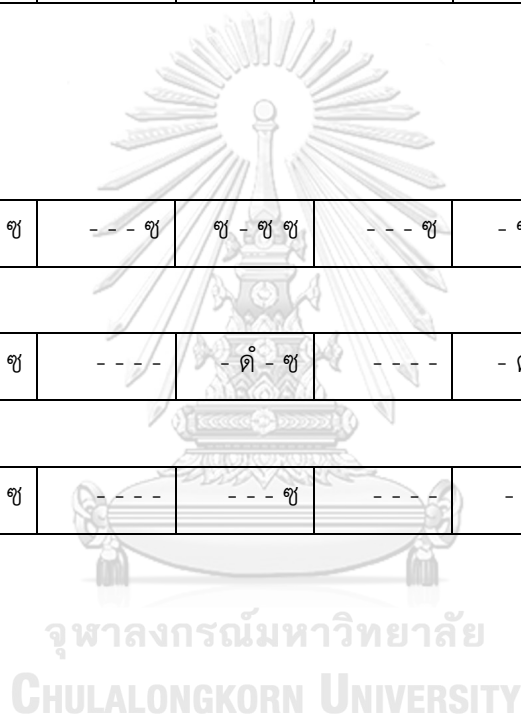 ซ - - - ซ ซ - ซ ซ - - - ซ -
ซ - - - - - ดํ - ซ - - - - -
ซ - - - - - - - ซ - - - - -
จุฬาลงกรณ์มหาวิทยาลัย
CHULALONGKORN UNIVERSITY